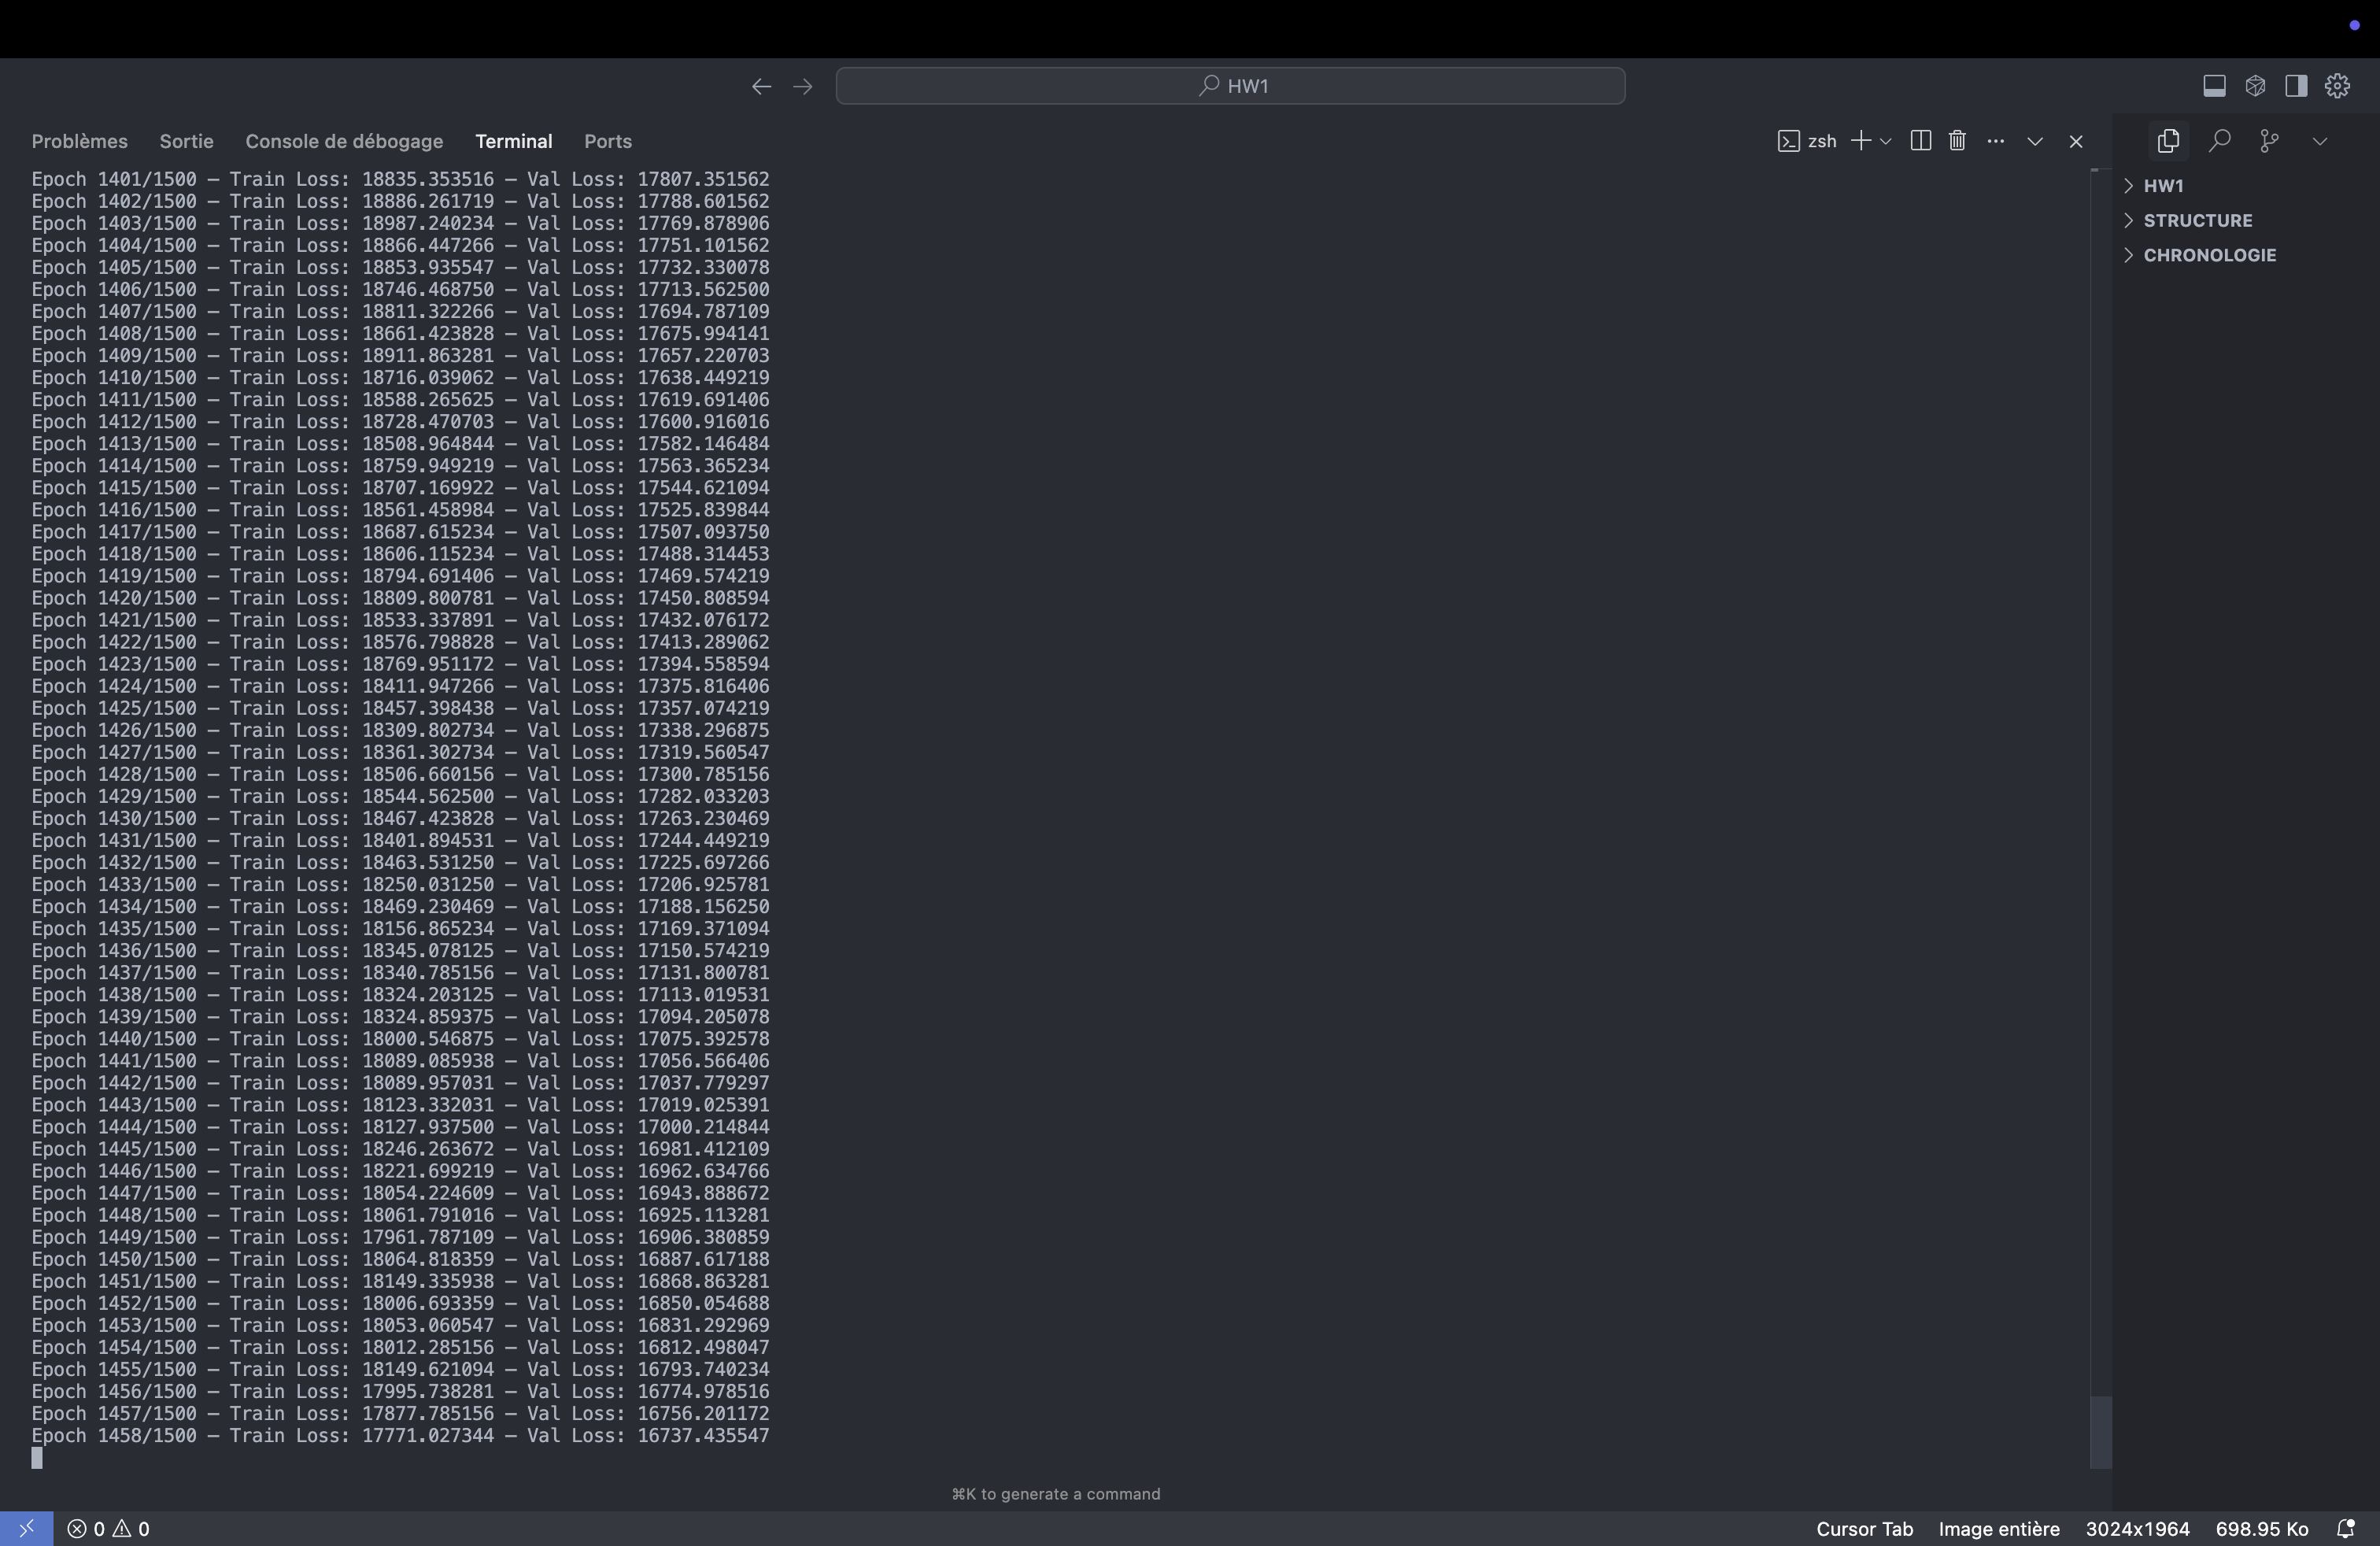 HW1
Problèmes Sortie Console de débogage Terminal Ports zsh
Epoch 1401/1500 — Train Loss: 18835.353516 — Val Loss: 17807.351562
Epoch 1402/1500 — Train Loss: 18886.261719 — Val Loss: 17788.601562
Epoch 1403/1500 — Train Loss: 18987.240234 — Val Loss: 17769.878906
Epoch 1404/1500 — Train Loss: 18866.447266 — Val Loss: 17751.101562
Epoch 1405/1500 — Train Loss: 18853.935547 — Val Loss: 17732.330078
Epoch 1406/1500 — Train Loss: 18746.468750 — Val Loss: 17713.562500
Epoch 1407/1500 — Train Loss: 18811.322266 — Val Loss: 17694.787109
Epoch 1408/1500 — Train Loss: 18661.423828 — Val Loss: 17675.994141
Epoch 1409/1500 — Train Loss: 18911.863281 — Val Loss: 17657.220703
Epoch 1410/1500 — Train Loss: 18716.039062 — Val Loss: 17638.449219
Epoch 1411/1500 — Train Loss: 18588.265625 — Val Loss: 17619.691406
Epoch 1412/1500 — Train Loss: 18728.470703 — Val Loss: 17600.916016
Epoch 1413/1500 — Train Loss: 18508.964844 — Val Loss: 17582.146484
Epoch 1414/1500 — Train Loss: 18759.949219 — Val Loss: 17563.365234
Epoch 1415/1500 — Train Loss: 18707.169922 — Val Loss: 17544.621094
Epoch 1416/1500 — Train Loss: 18561.458984 — Val Loss: 17525.839844
Epoch 1417/1500 — Train Loss: 18687.615234 — Val Loss: 17507.093750
Epoch 1418/1500 — Train Loss: 18606.115234 — Val Loss: 17488.314453
Epoch 1419/1500 — Train Loss: 18794.691406 — Val Loss: 17469.574219
Epoch 1420/1500 — Train Loss: 18809.800781 — Val Loss: 17450.808594
Epoch 1421/1500 — Train Loss: 18533.337891 — Val Loss: 17432.076172
Epoch 1422/1500 — Train Loss: 18576.798828 — Val Loss: 17413.289062
Epoch 1423/1500 — Train Loss: 18769.951172 — Val Loss: 17394.558594
Epoch 1424/1500 — Train Loss: 18411.947266 — Val Loss: 17375.816406
Epoch 1425/1500 — Train Loss: 18457.398438 — Val Loss: 17357.074219
Epoch 1426/1500 — Train Loss: 18309.802734 — Val Loss: 17338.296875
Epoch 1427/1500 — Train Loss: 18361.302734 — Val Loss: 17319.560547
Epoch 1428/1500 — Train Loss: 18506.660156 — Val Loss: 17300.785156
Epoch 1429/1500 — Train Loss: 18544.562500 — Val Loss: 17282.033203
Epoch 1430/1500 — Train Loss: 18467.423828 — Val Loss: 17263.230469
Epoch 1431/1500 — Train Loss: 18401.894531 — Val Loss: 17244.449219
Epoch 1432/1500 — Train Loss: 18463.531250 — Val Loss: 17225.697266
Epoch 1433/1500 — Train Loss: 18250.031250 — Val Loss: 17206.925781
Epoch 1434/1500 — Train Loss: 18469.230469 — Val Loss: 17188.156250
Epoch 1435/1500 — Train Loss: 18156.865234 — Val Loss: 17169.371094
Epoch 1436/1500 — Train Loss: 18345.078125 — Val Loss: 17150.574219
Epoch 1437/1500 — Train Loss: 18340.785156 — Val Loss: 17131.800781
Epoch 1438/1500 — Train Loss: 18324.203125 — Val Loss: 17113.019531
Epoch 1439/1500 — Train Loss: 18324.859375 — Val Loss: 17094.205078
Epoch 1440/1500 — Train Loss: 18000.546875 — Val Loss: 17075.392578
Epoch 1441/1500 — Train Loss: 18089.085938 — Val Loss: 17056.566406
Epoch 1442/1500 — Train Loss: 18089.957031 — Val Loss: 17037.779297
Epoch 1443/1500 — Train Loss: 18123.332031 — Val Loss: 17019.025391
Epoch 1444/1500 — Train Loss: 18127.937500 — Val Loss: 17000.214844
Epoch 1445/1500 — Train Loss: 18246.263672 — Val Loss: 16981.412109
Epoch 1446/1500 — Train Loss: 18221.699219 — Val Loss: 16962.634766
Epoch 1447/1500 — Train Loss: 18054.224609 — Val Loss: 16943.888672
Epoch 1448/1500 — Train Loss: 18061.791016 — Val Loss: 16925.113281
Epoch 1449/1500 — Train Loss: 17961.787109 — Val Loss: 16906.380859
Epoch 1450/1500 — Train Loss: 18064.818359 — Val Loss: 16887.617188
Epoch 1451/1500 — Train Loss: 18149.335938 — Val Loss: 16868.863281
Epoch 1452/1500 — Train Loss: 18006.693359 — Val Loss: 16850.054688
Epoch 1453/1500 — Train Loss: 18053.060547 — Val Loss: 16831.292969
Epoch 1454/1500 — Train Loss: 18012.285156 — Val Loss: 16812.498047
Epoch 1455/1500 — Train Loss: 18149.621094 — Val Loss: 16793.740234
Epoch 1456/1500 — Train Loss: 17995.738281 — Val Loss: 16774.978516
Epoch 1457/1500 — Train Loss: 17877.785156 — Val Loss: 16756.201172
Epoch 1458/1500 — Train Loss: 17771.027344 — Val Loss: 16737.435547
⌘K to generate a command
HW1
STRUCTURE
CHRONOLOGIE
0 0 Cursor Tab Image entière 3024x1964 698.95 Ko